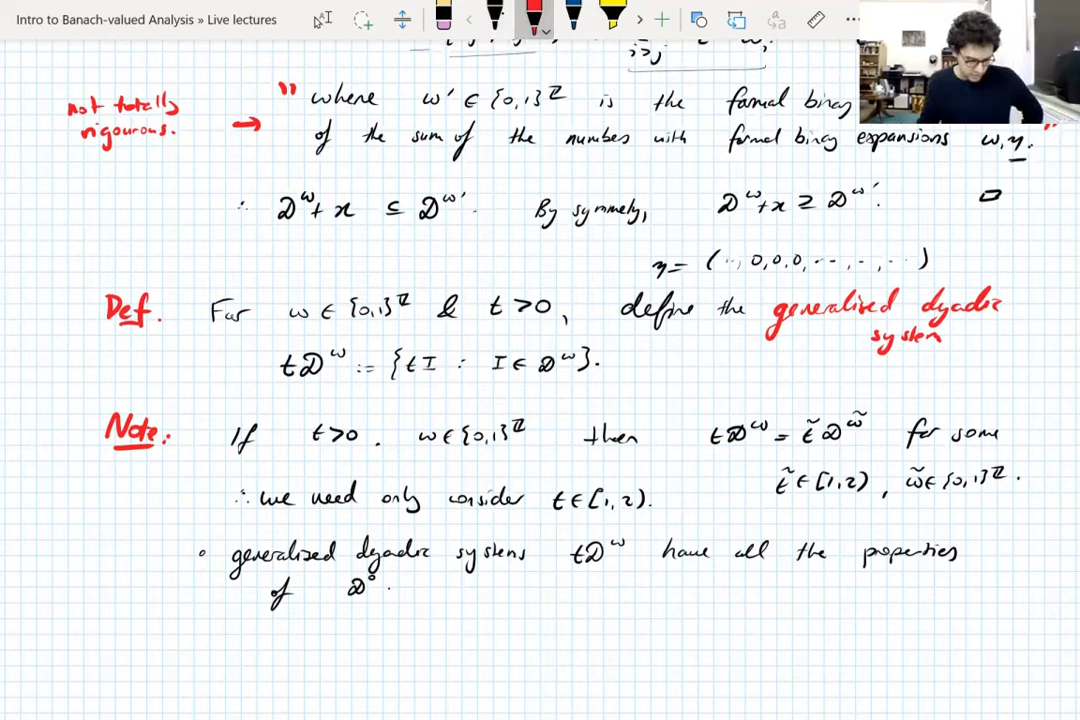 Intro to Banach-valued Analysis » Live lectures
not totally
rigourous. → " where ω' ∈ {0,1}^ℤ is the formal binary
of the sum of the numbers with formal binary expansions ω, η. "
∴ 𝒟^ω + x ⊆ 𝒟^ω'. By symmety, 𝒟^ω + x ⊇ 𝒟^ω'. □
η = (..., 0,0,0, ..., ., ...)
Def. For ω ∈ {0,1}^ℤ & t>0, define the generalised dyadic
system
t𝒟^ω := {tI : I ∈ 𝒟^ω}.
Note: If t>0, ω∈{0,1}^ℤ then t𝒟^ω = t̃𝒟^ω̃ for some
t̃∈[1,2), ω̃∈{0,1}^ℤ.
∴ we need only consider t∈[1,2).
° generalised dyadic systems t𝒟^ω have all the properties
of 𝒟^0.